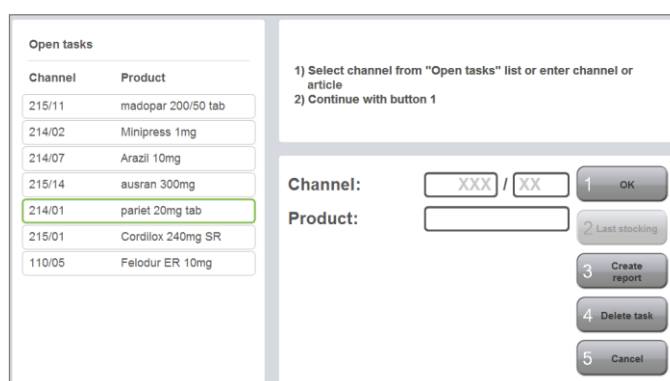 Open tasks
Channel Product
215/11 madopar 200/50 tab
214/02 Minipress 1mg
214/07 Arazil 10mg
215/14 ausran 300mg
214/01 pariet 20mg tab
215/01 Cordilox 240mg SR
110/05 Felodur ER 10mg
1) Select channel from "Open tasks" list or enter channel or
article
2) Continue with button 1
Channel: XXX / XX
Product:
1 OK
2 Last stocking
3 Create
report
4 Delete task
5 Cancel